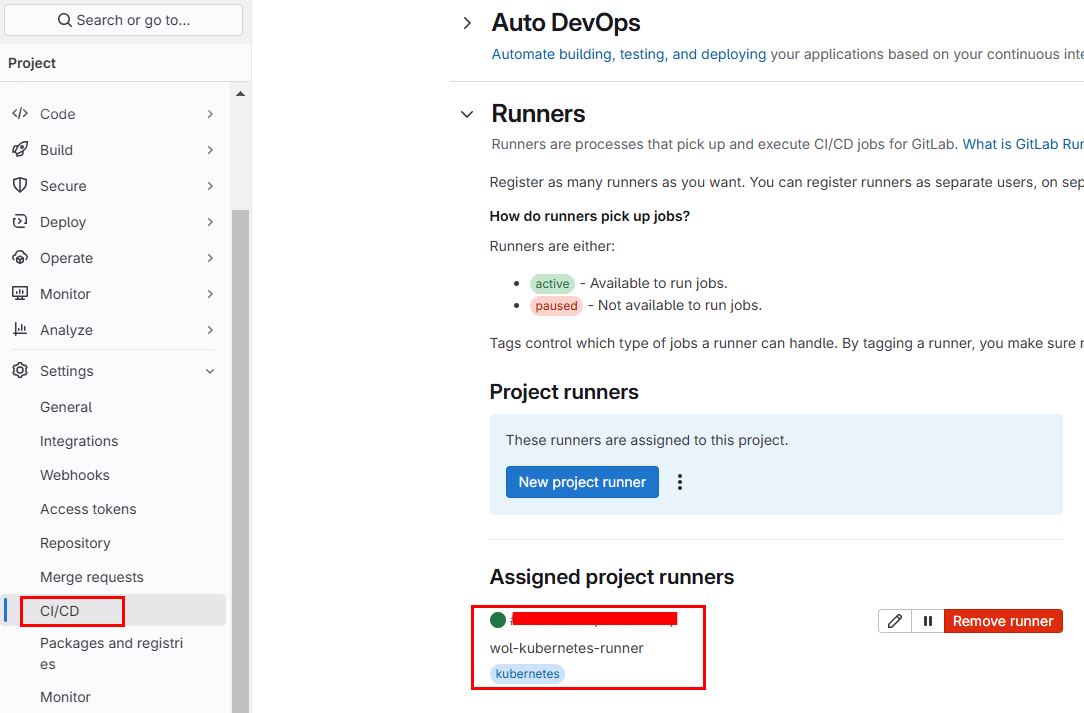 Search or go to...
Project
Code
Build
Secure
Deploy
Operate
Monitor
Analyze
Settings
General
Integrations
Webhooks
Access tokens
Repository
Merge requests
CI/CD
Packages and registri
es
Monitor
Auto DevOps
Automate building, testing, and deploying your applications based on your continuous inte
Runners
Runners are processes that pick up and execute CI/CD jobs for GitLab. What is GitLab Run
Register as many runners as you want. You can register runners as separate users, on sep
How do runners pick up jobs?
Runners are either:
active - Available to run jobs.
paused - Not available to run jobs.
Tags control which type of jobs a runner can handle. By tagging a runner, you make sure r
Project runners
These runners are assigned to this project.
New project runner
Assigned project runners
wol-kubernetes-runner
kubernetes
Remove runner